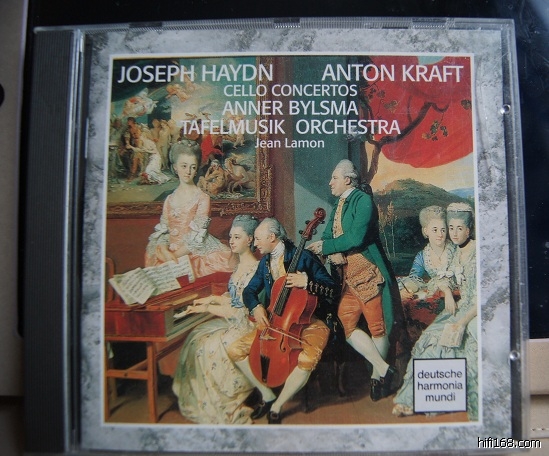 JOSEPH HAYDN ANTON KRAFT
CELLO CONCERTOS
ANNER BYLSMA
TAFELMUSIK ORCHESTRA
Jean Lamon
deutsche
harmonia
mundi
hifi168.com